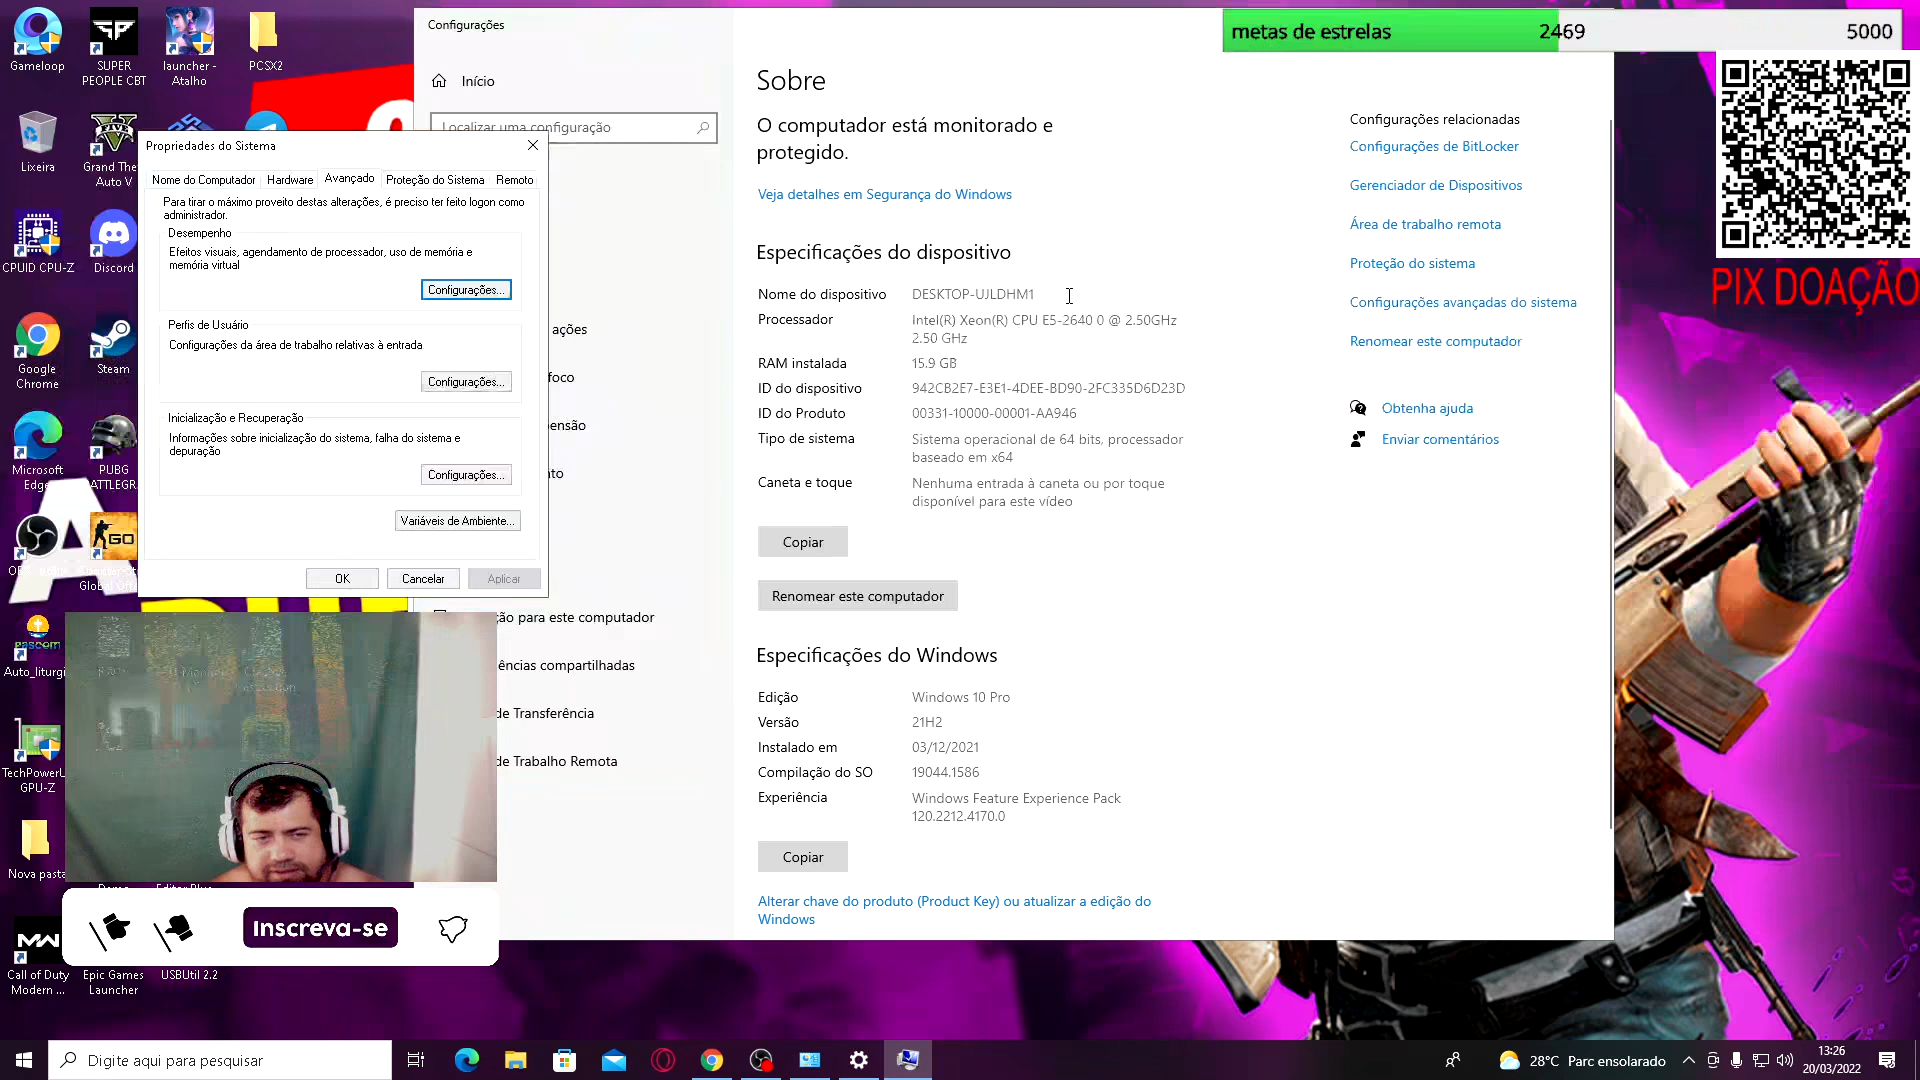 Gameloop
SUPER
PEOPLE CBT
launcher -
Atalho
PCSX2
Lixeira
Grand The
Auto V
CPUID CPU-Z
Discord
Google
Chrome
Steam
Microsoft
Edge
PUBG
ATTLEGR
GO
Auto_liturgi
TechPowerU
GPU-Z
Nova pasta
Call of Duty
Modern ...
Epic Games
Launcher
USBUtil 2.2
Configurações
Início
Localizar uma configuração
ações
foco
ensão
ção para este computador
ências compartilhadas
de Transferência
de Trabalho Remota
Propriedades do Sistema
Nome do Computador
Hardware
Avançado
Proteção do Sistema
Remoto
Para tirar o máximo proveito destas alterações, é preciso ter feito logon como
administrador.
Desempenho
Efeitos visuais, agendamento de processador, uso de memória e
memória virtual
Configurações...
Perfis de Usuário
Configurações da área de trabalho relativas à entrada
Configurações...
Inicialização e Recuperação
Informações sobre inicialização do sistema, falha do sistema e
depuração
Configurações...
Variáveis de Ambiente...
OK
Cancelar
Aplicar
Sobre
O computador está monitorado e
protegido.
Veja detalhes em Segurança do Windows
Especificações do dispositivo
Nome do dispositivo DESKTOP-UJLDHM1
Processador Intel(R) Xeon(R) CPU E5-2640 0 @ 2.50GHz
2.50 GHz
RAM instalada 15.9 GB
ID do dispositivo 942CB2E7-E3E1-4DEE-BD90-2FC335D6D23D
ID do Produto 00331-10000-00001-AA946
Tipo de sistema Sistema operacional de 64 bits, processador
baseado em x64
Caneta e toque Nenhuma entrada à caneta ou por toque
disponível para este vídeo
Copiar
Renomear este computador
Especificações do Windows
Edição Windows 10 Pro
Versão 21H2
Instalado em 03/12/2021
Compilação do SO 19044.1586
Experiência Windows Feature Experience Pack
120.2212.4170.0
Copiar
Alterar chave do produto (Product Key) ou atualizar a edição do
Windows
Configurações relacionadas
Configurações de BitLocker
Gerenciador de Dispositivos
Área de trabalho remota
Proteção do sistema
Configurações avançadas do sistema
Renomear este computador
Obtenha ajuda
Enviar comentários
metas de estrelas 2469 5000
PIX DOAÇÃO
Inscreva-se
Digite aqui para pesquisar
28°C Parc ensolarado
13:26
20/03/2022